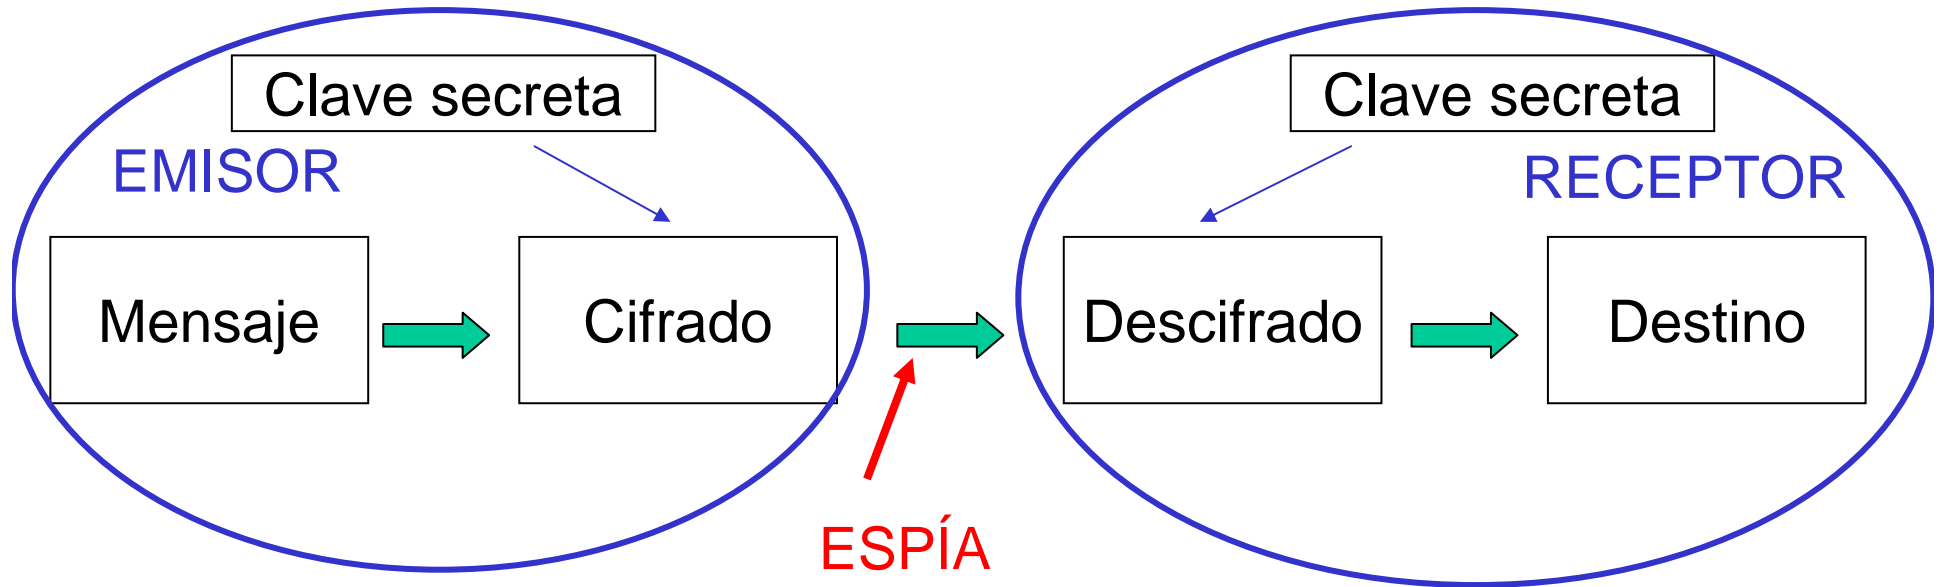 Clave secreta
Clave secreta
EMISOR
RECEPTOR
Mensaje
Cifrado
Descifrado
Destino
ESPÍA